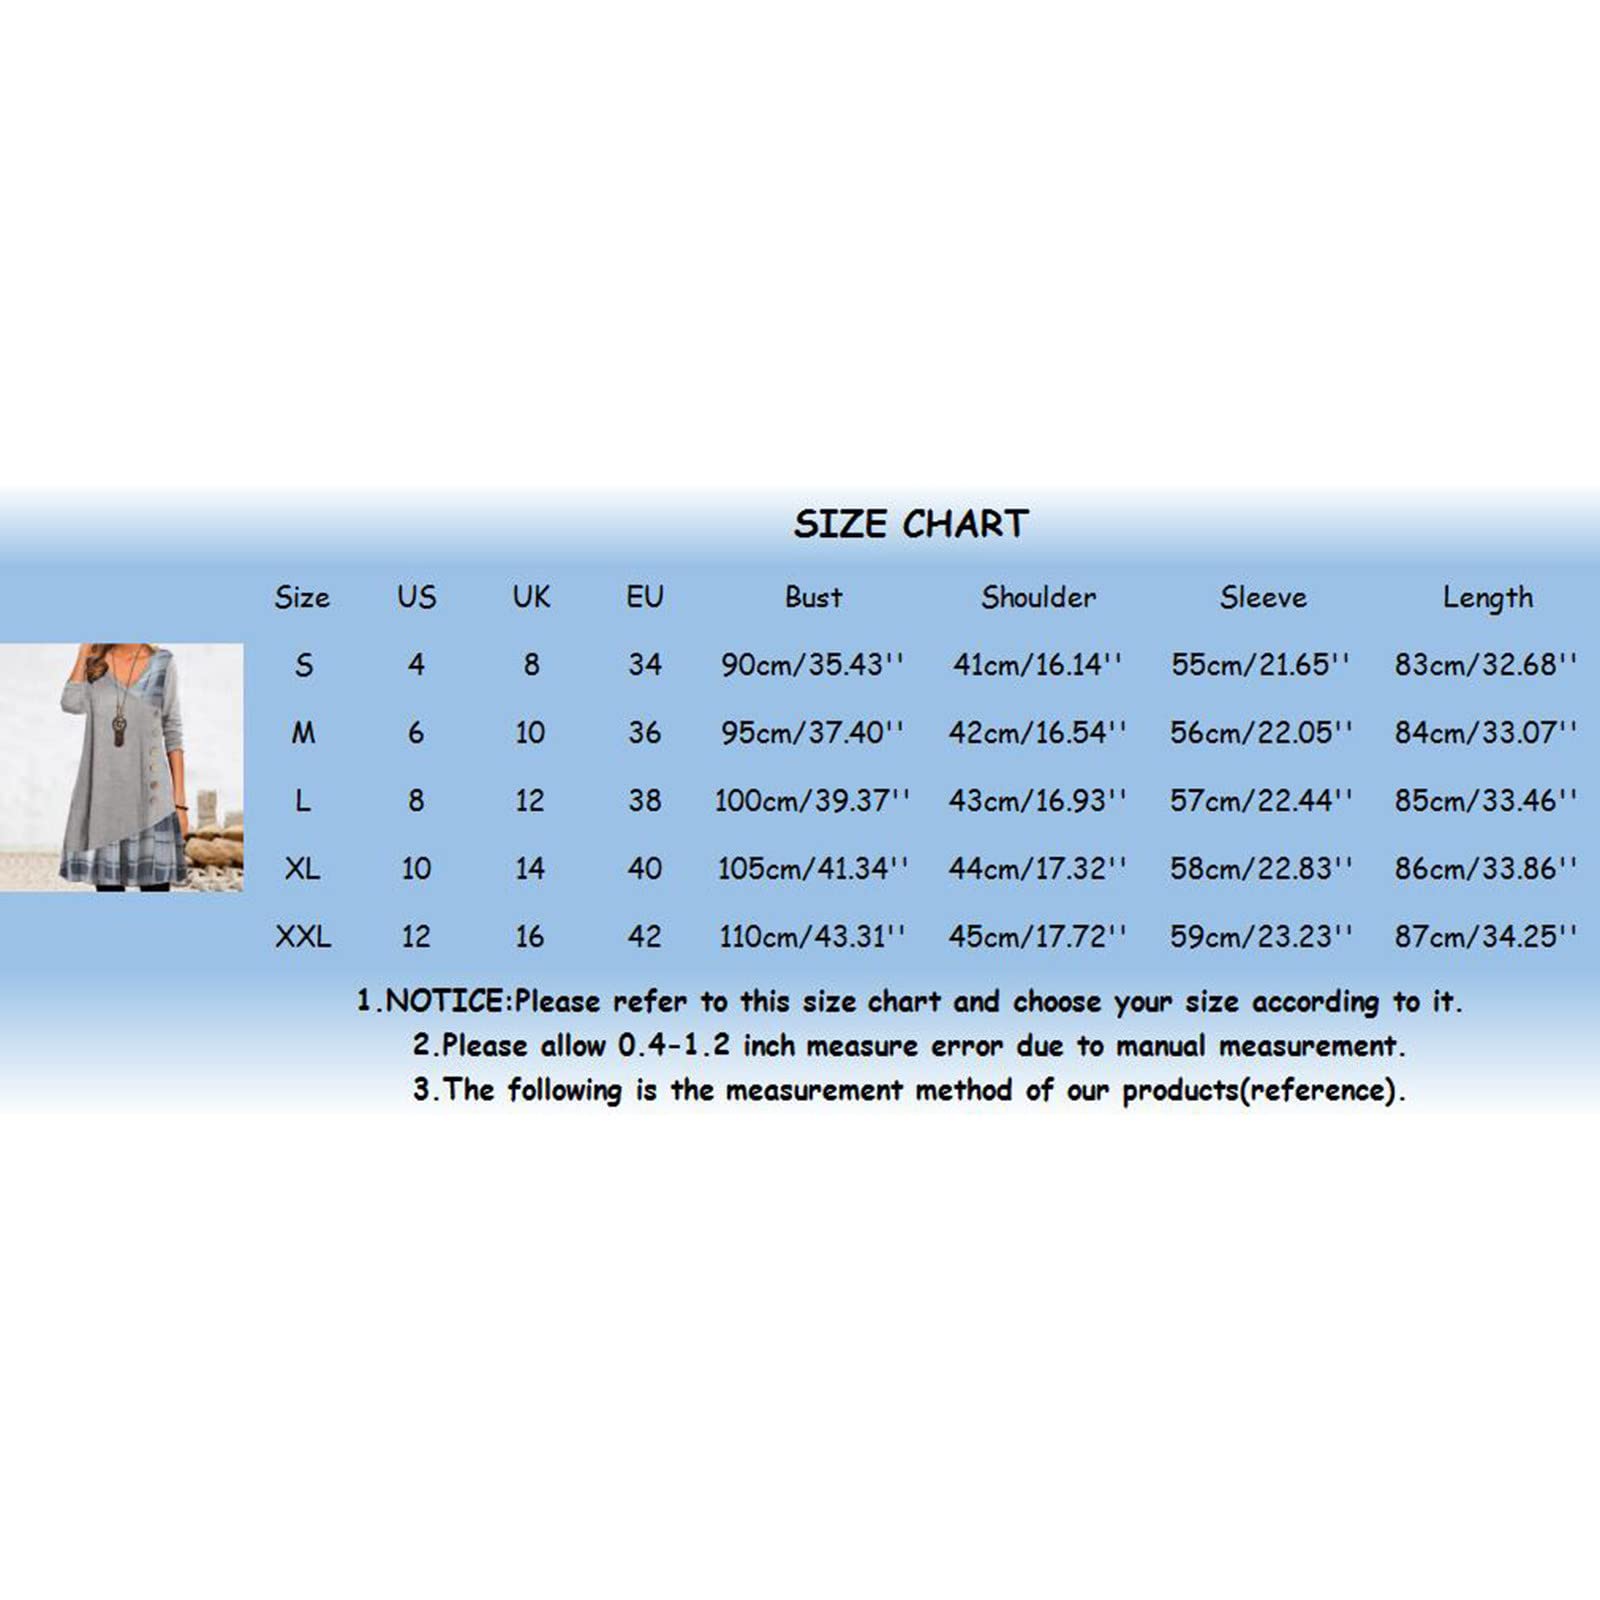 SIZE CHART
Size US UK EU Bust Shoulder Sleeve Length
S 4 8 34 90cm/35.43'' 41cm/16.14'' 55cm/21.65'' 83cm/32.68''
M 6 10 36 95cm/37.40'' 42cm/16.54'' 56cm/22.05'' 84cm/33.07''
L 8 12 38 100cm/39.37'' 43cm/16.93'' 57cm/22.44'' 85cm/33.46''
XL 10 14 40 105cm/41.34'' 44cm/17.32'' 58cm/22.83'' 86cm/33.86''
XXL 12 16 42 110cm/43.31'' 45cm/17.72'' 59cm/23.23'' 87cm/34.25''
1.NOTICE:Please refer to this size chart and choose your size according to it.
2.Please allow 0.4-1.2 inch measure error due to manual measurement.
3.The following is the measurement method of our products(reference).